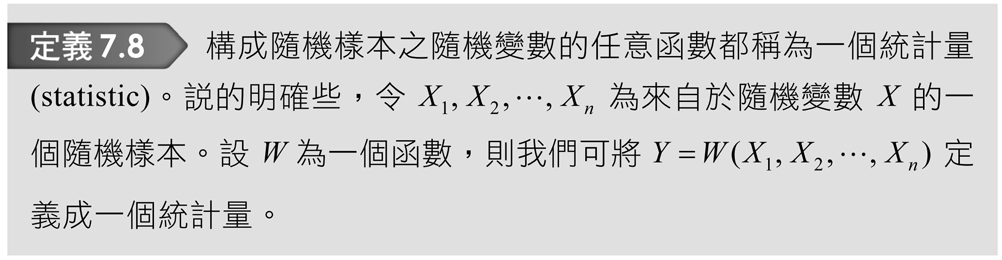 定義 7.8 構成隨機樣本之隨機變數的任意函數都稱為一個統計量
(statistic)。説的明確些，令 X₁, X₂, ⋯, Xₙ 為來自於隨機變數 X 的一
個隨機樣本。設 W 為一個函數，則我們可將 Y = W(X₁, X₂, ⋯, Xₙ) 定
義成一個統計量。